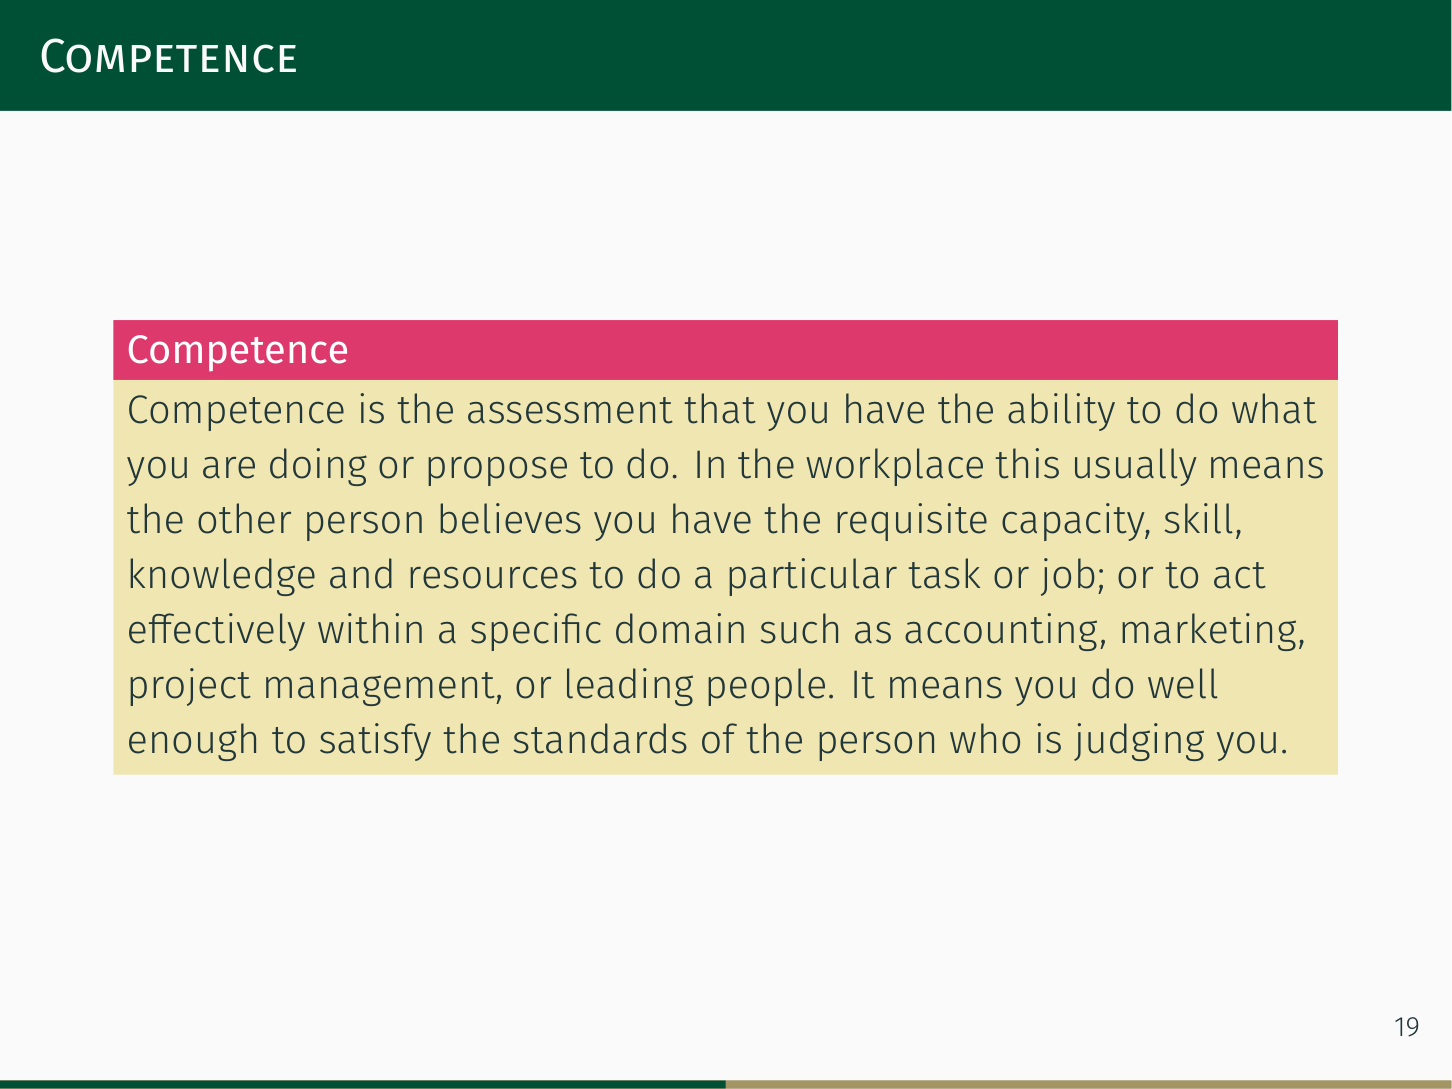 COMPETENCE
Competence
Competence is the assessment that you have the ability to do what
you are doing or propose to do. In the workplace this usually means
the other person believes you have the requisite capacity, skill,
knowledge and resources to do a particular task or job; or to act
effectively within a specific domain such as accounting, marketing,
project management, or leading people. It means you do well
enough to satisfy the standards of the person who is judging you.
19